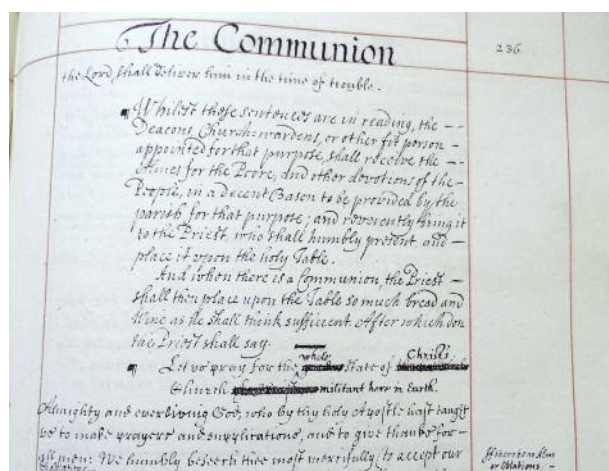 The Communion
236
the Lord shall deliver him in the time of trouble.
¶ Whilest these sentences are in reading, the --
Deacons, Churchwardens, or other fit person -
appointed for that purpose, shall receive the --
Almes for the Poore, and other devotions of the -
People, in a decent Bason to be provided by the
parish for that purpose; and reverently bring it
to the Priest, who shall humbly present and -
place it upon the holy Table.
And when there is a Communion, the Priest -
shall then place upon the Table so much bread and
Wine as he shall think sufficient After which don
the Priest shall say.
whole Christs
¶ Let us pray for the state of
Church militant here in Earth.
Almighty and everliving God, who by thy holy Apostle hast taught
us to make prayers and supplications, and to give thanks for -
all men: We humbly beseech thee most mercifully to accept our
or oblations -